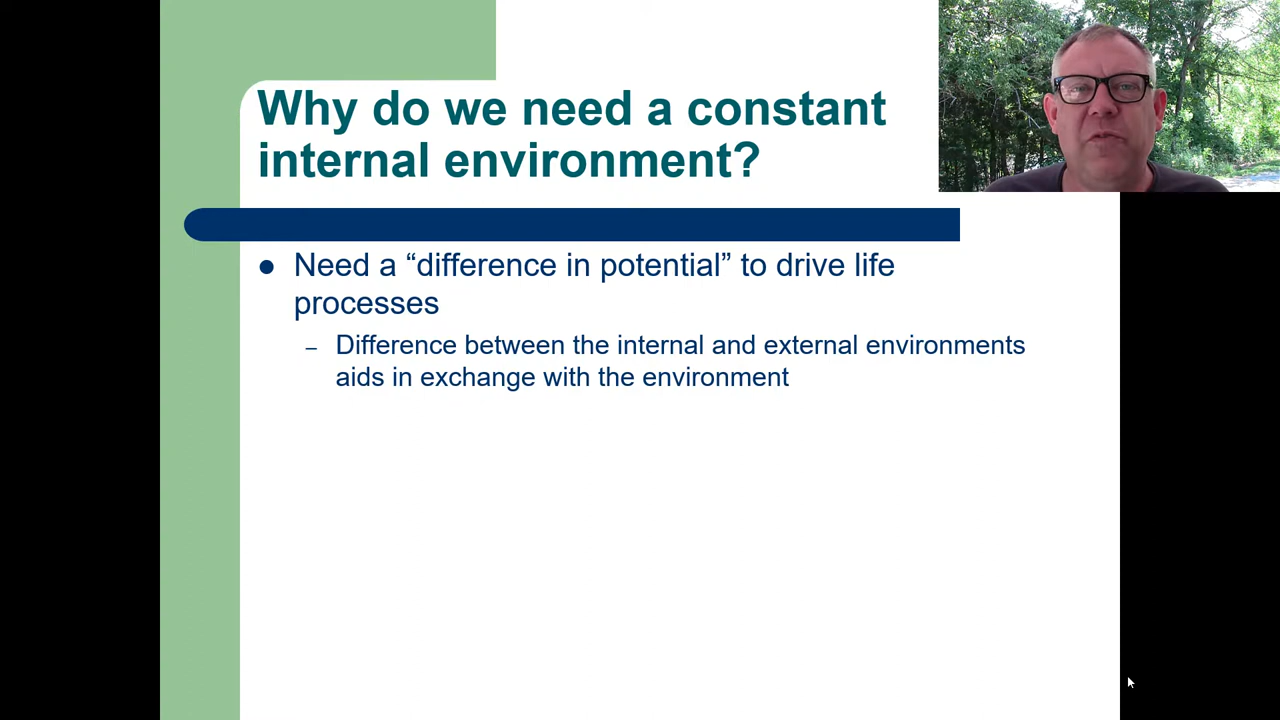 Why do we need a constant
internal environment?
● Need a “difference in potential” to drive life
processes
– Difference between the internal and external environments
aids in exchange with the environment